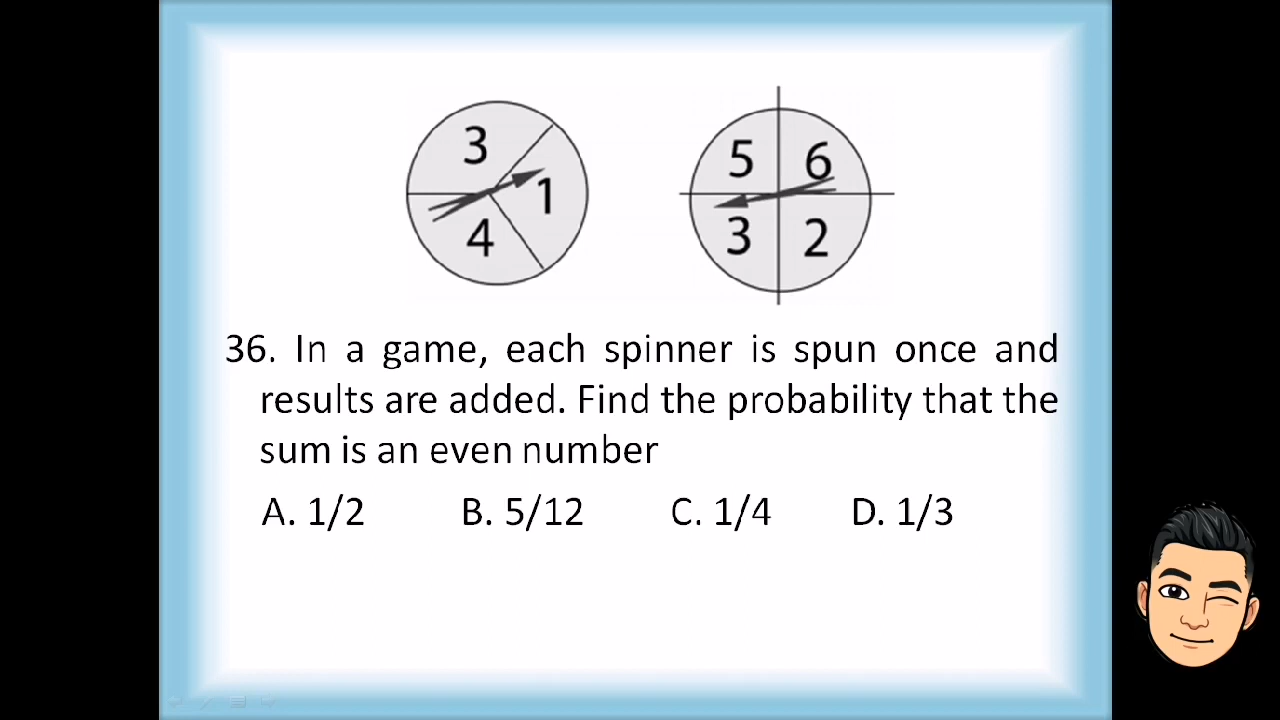 3
1
4
5
6
3
2
36. In a game, each spinner is spun once and
results are added. Find the probability that the
sum is an even number
A. 1/2 B. 5/12 C. 1/4 D. 1/3